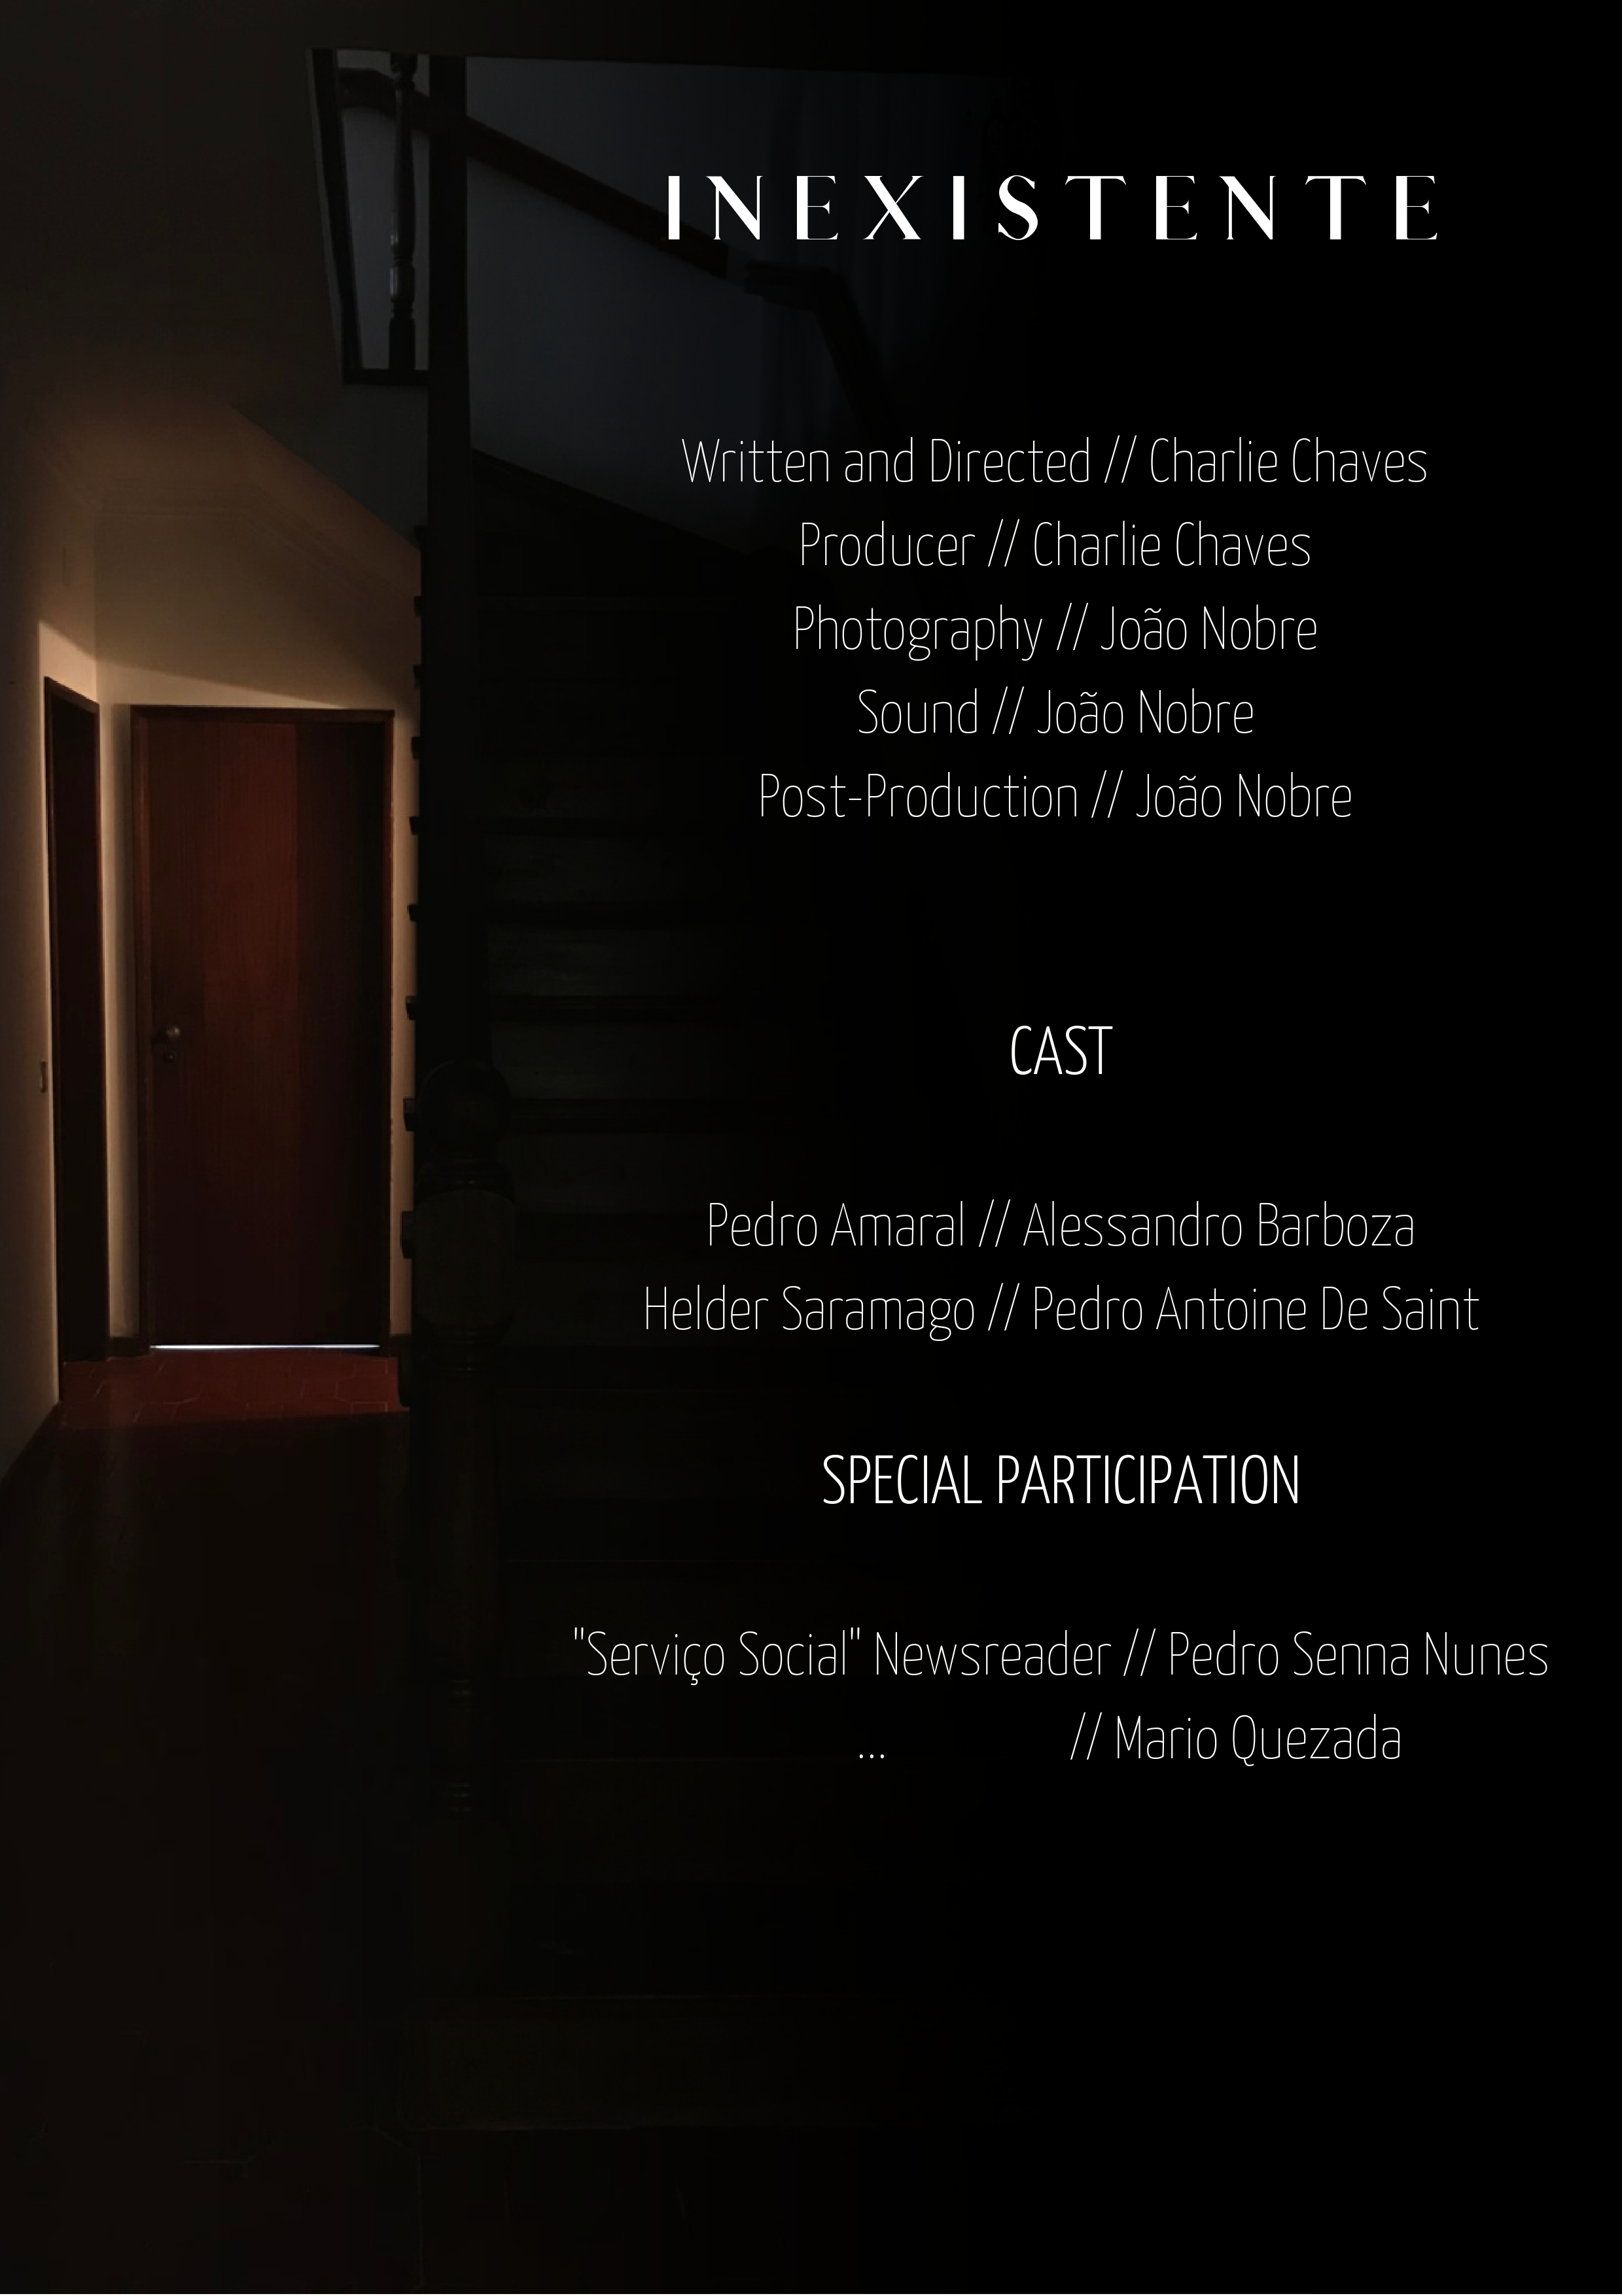 INEXISTENTE
Written and Directed // Charlie Chaves
Producer // Charlie Chaves
Photography // João Nobre
Sound // João Nobre
Post-Production // João Nobre
CAST
Pedro Amaral // Alessandro Barboza
Helder Saramago // Pedro Antoine De Saint
SPECIAL PARTICIPATION
"Serviço Social" Newsreader // Pedro Senna Nunes
... // Mario Quezada